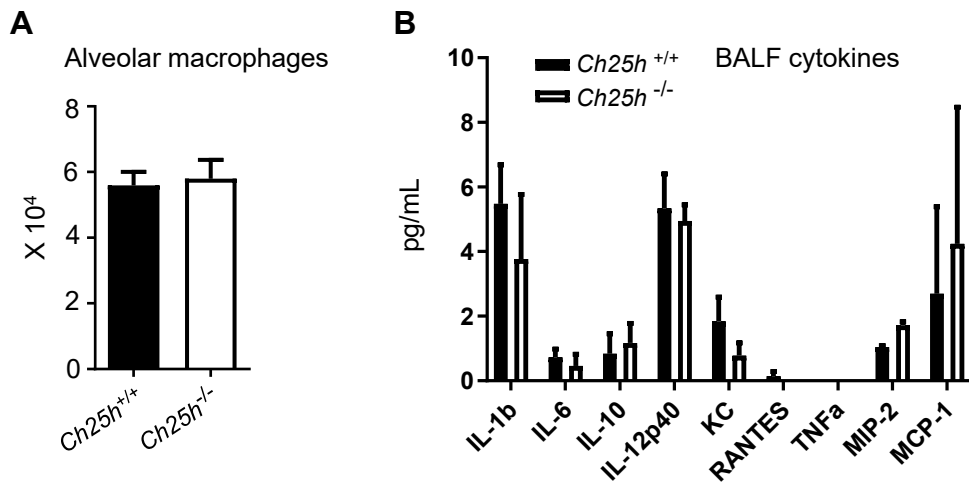 A
Alveolar macrophages
X 10⁴
8
6
4
2
0
Ch25h+/+
Ch25h-/-
B
BALF cytokines
Ch25h +/+
Ch25h -/-
pg/mL
10
8
6
4
2
0
IL-1b
IL-6
IL-10
IL-12p40
KC
RANTES
TNFa
MIP-2
MCP-1